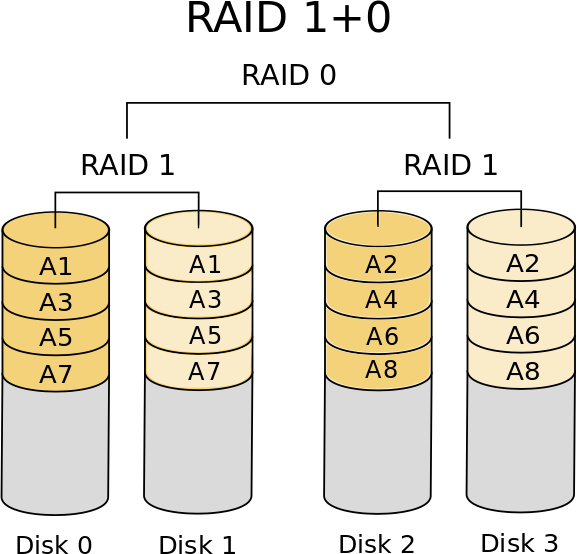 RAID 1+0
RAID 0
RAID 1
RAID 1
A1
A3
A5
A7
A1
A3
A5
A7
A2
A4
A6
A8
A2
A4
A6
A8
Disk 0
Disk 1
Disk 2
Disk 3